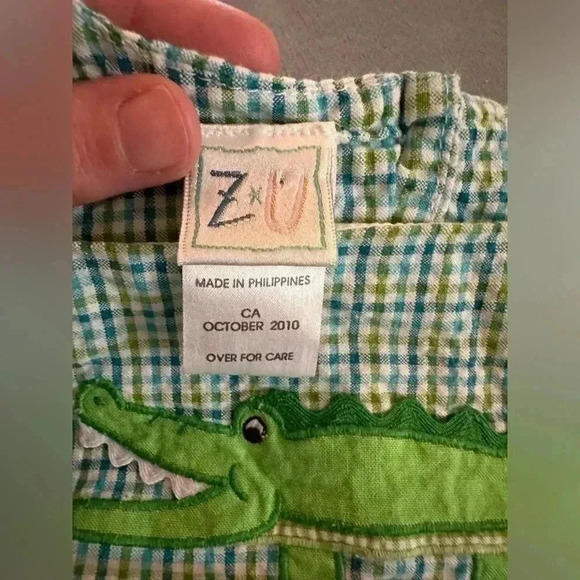 Z x U
MADE IN PHILIPPINES
CA
OCTOBER 2010
OVER FOR CARE